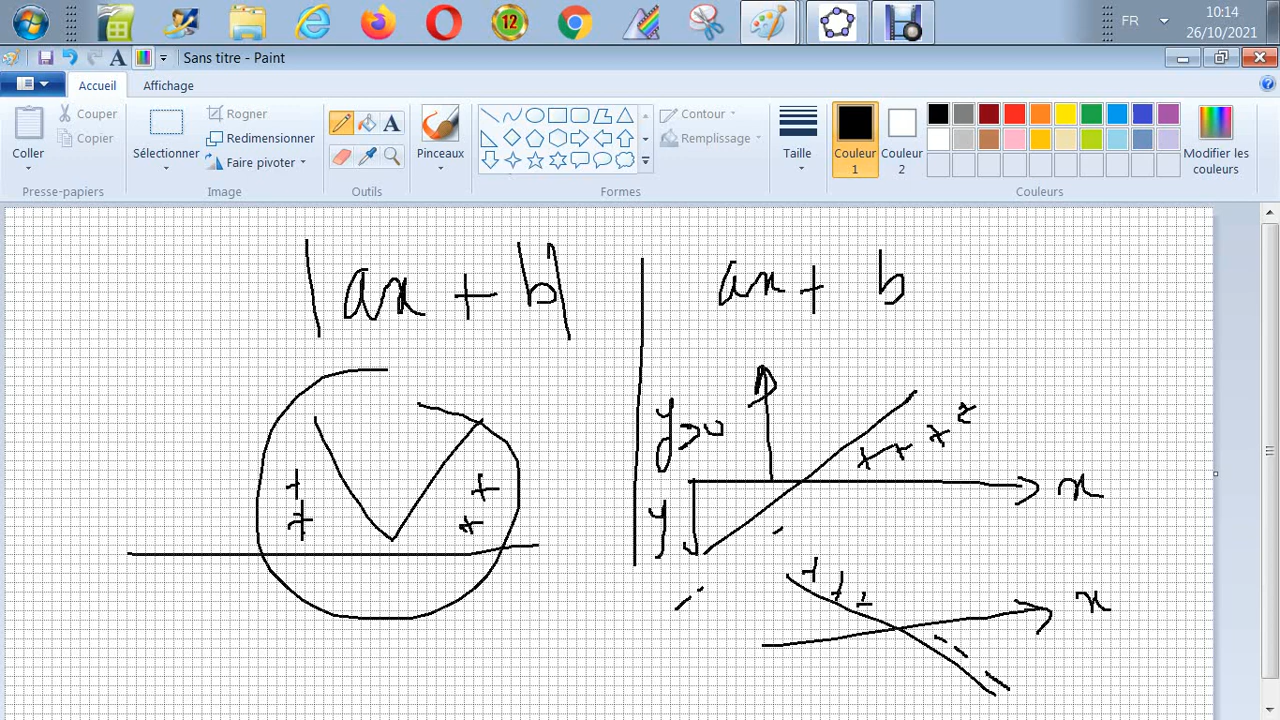 12
FR
10:14
26/10/2021
Sans titre - Paint
Accueil
Affichage
Coller
Couper
Copier
Presse-papiers
Sélectionner
Rogner
Redimensionner
Faire pivoter
Image
A
Outils
Pinceaux
Contour
Remplissage
Formes
Taille
Couleur 1
Couleur 2
Modifier les couleurs
Couleurs
|ax + b|
ax + b
y>0
y
x
x
+ +
+ +
+ + +